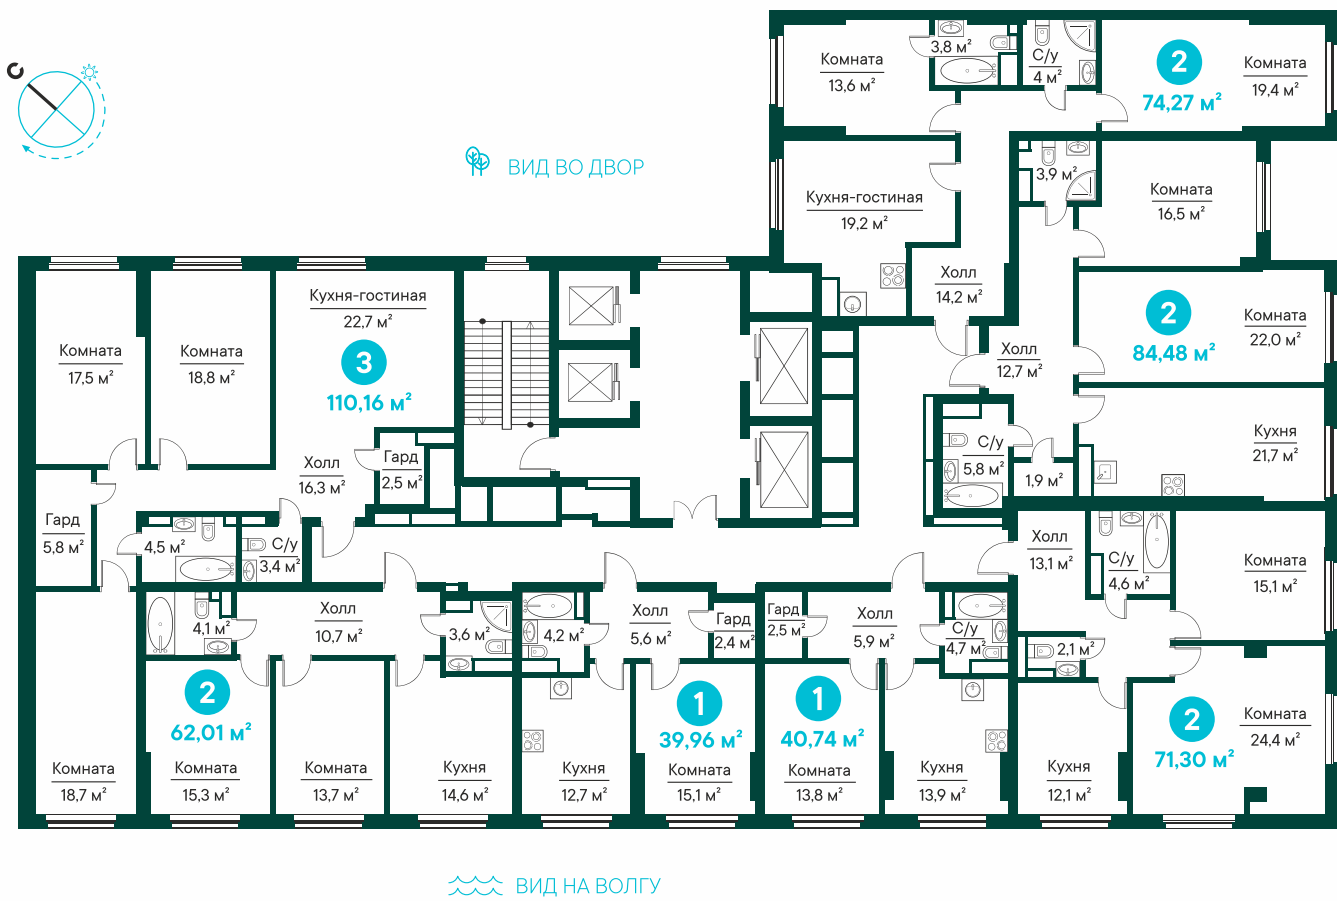 С
ВИД ВО ДВОР
Комната
13,6 м²
3,8 м²
С/у
4 м²
2
74,27 м²
Комната
19,4 м²
Кухня-гостиная
19,2 м²
Холл
14,2 м²
3,9 м²
Комната
16,5 м²
2
84,48 м²
Комната
22,0 м²
Холл
12,7 м²
С/у
5,8 м²
1,9 м²
Кухня
21,7 м²
Комната
17,5 м²
Комната
18,8 м²
Кухня-гостиная
22,7 м²
3
110,16 м²
Холл
16,3 м²
Гард
2,5 м²
Гард
5,8 м²
4,5 м²
С/у
3,4 м²
Комната
18,7 м²
4,1 м²
Холл
10,7 м²
3,6 м²
2
62,01 м²
Комната
15,3 м²
Комната
13,7 м²
Кухня
14,6 м²
4,2 м²
Холл
5,6 м²
Гард
2,4 м²
Кухня
12,7 м²
1
39,96 м²
Комната
15,1 м²
Гард
2,5 м²
Холл
5,9 м²
С/у
4,7 м²
1
40,74 м²
Комната
13,8 м²
Кухня
13,9 м²
Холл
13,1 м²
С/у
4,6 м²
Комната
15,1 м²
2,1 м²
Кухня
12,1 м²
2
71,30 м²
Комната
24,4 м²
ВИД НА ВОЛГУ